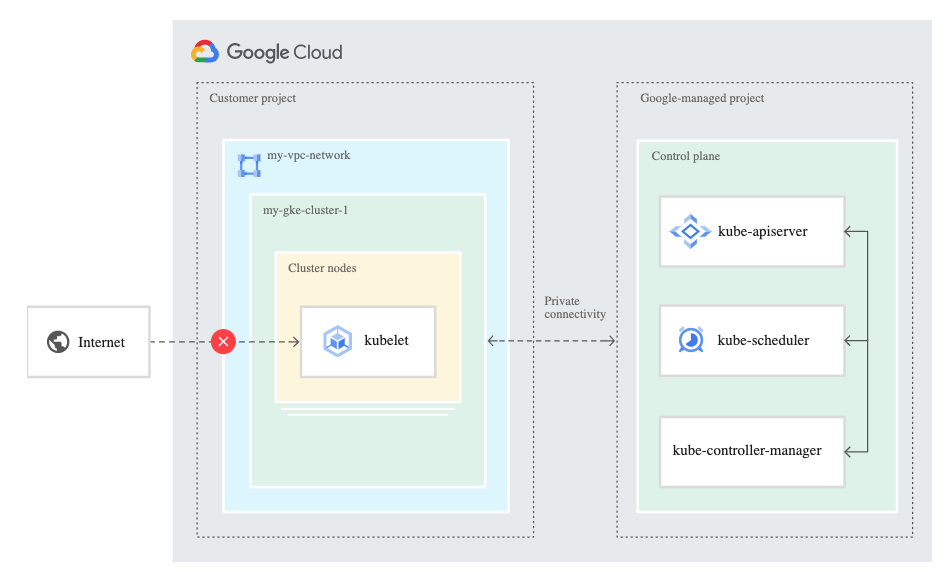 Google Cloud
Customer project
my-vpc-network
my-gke-cluster-1
Cluster nodes
kubelet
Internet
Private
connectivity
Google-managed project
Control plane
kube-apiserver
kube-scheduler
kube-controller-manager